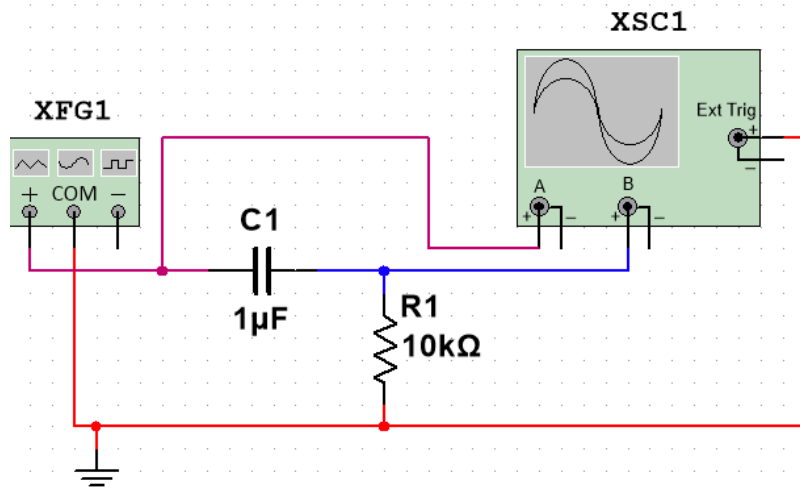 XSC1
XFG1
Ext Trig
+
−
+ COM −
A
B
+ −
+ −
C1
1µF
R1
10kΩ